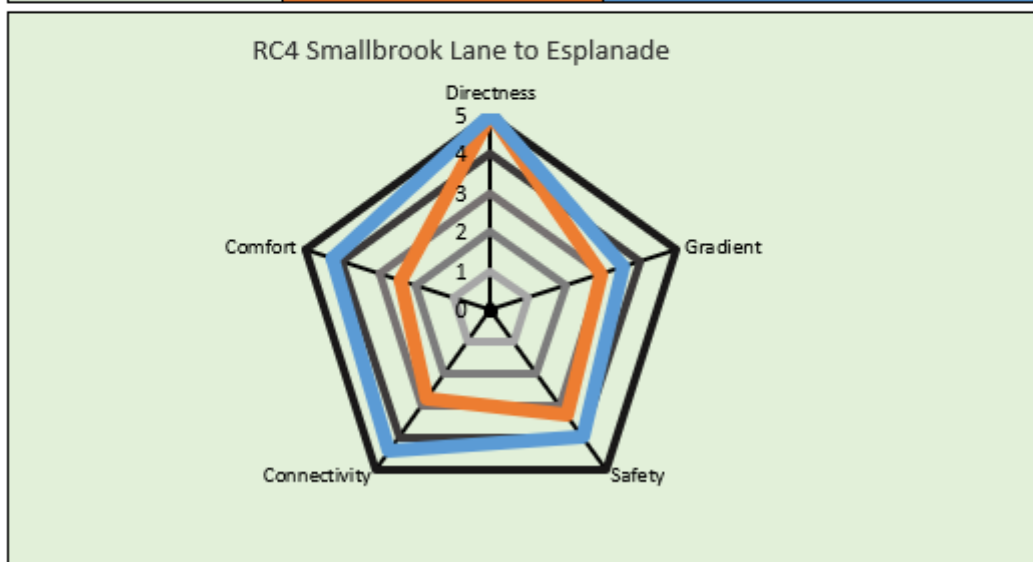 RC4 Smallbrook Lane to Esplanade
Directness
5
4
3
2
1
0
Comfort
Gradient
Connectivity
Safety